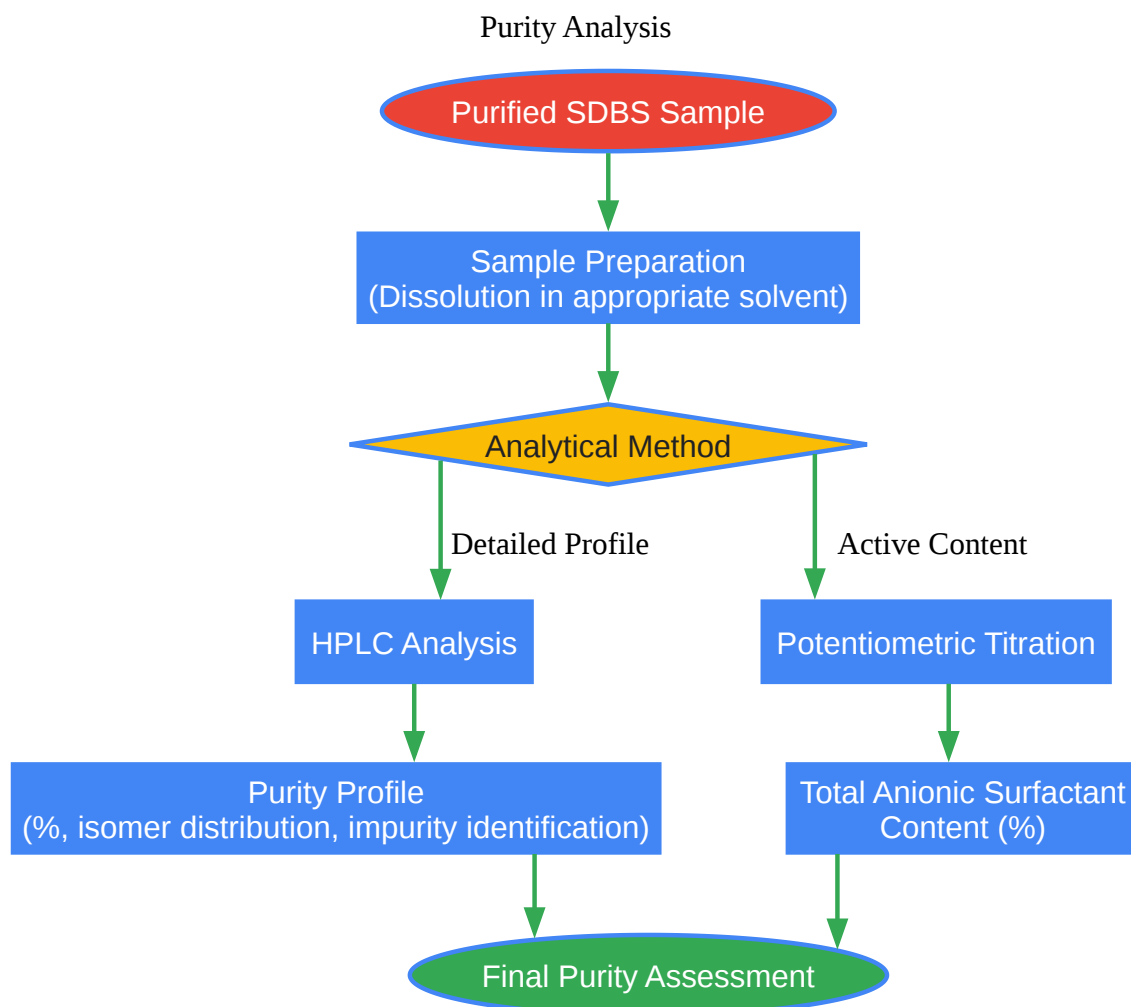 Purity Analysis
Purified SDBS Sample
Sample Preparation
(Dissolution in appropriate solvent)
Analytical Method
Detailed Profile
Active Content
HPLC Analysis
Potentiometric Titration
Purity Profile
(%, isomer distribution, impurity identification)
Total Anionic Surfactant
Content (%)
Final Purity Assessment